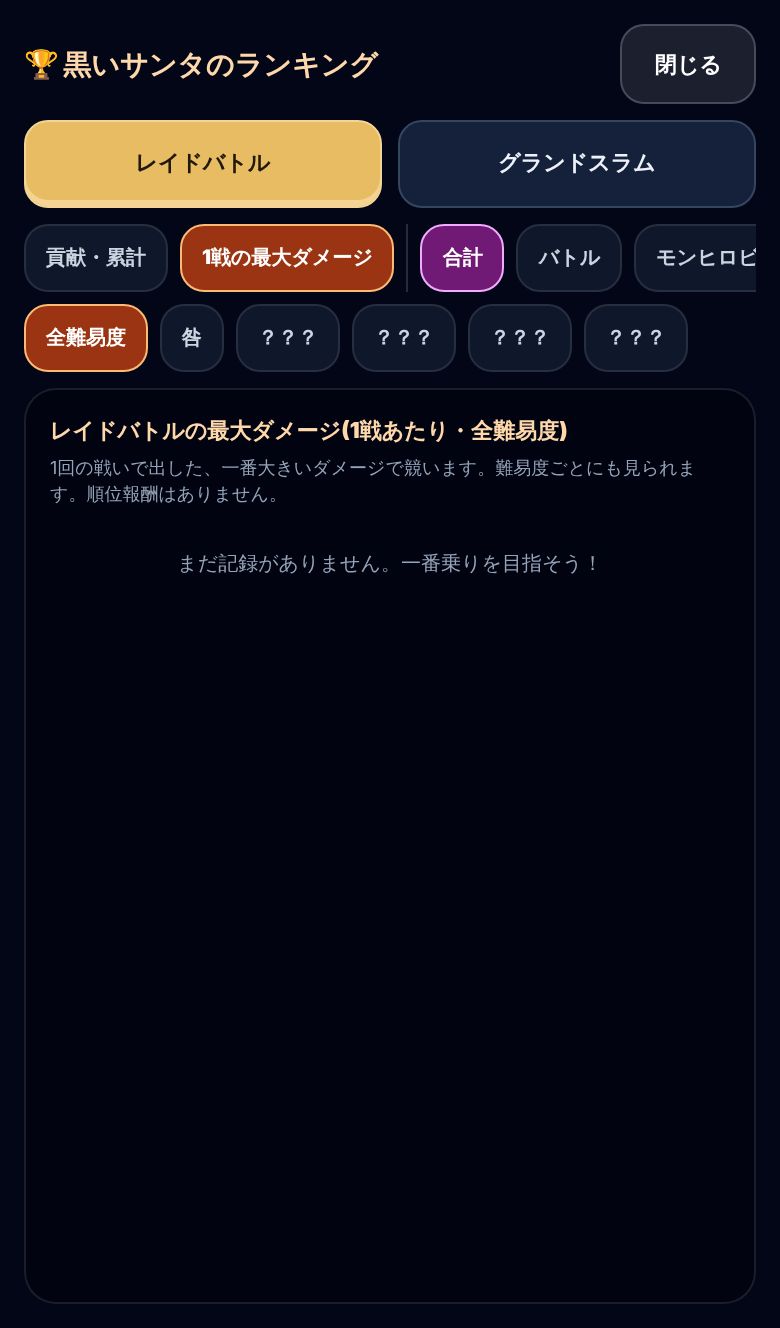 🏆 黒いサンタのランキング
閉じる
レイドバトル
グランドスラム
貢献・累計
1戦の最大ダメージ
合計
バトル
モンヒロビ
全難易度
咎
？？？
？？？
？？？
？？？
レイドバトルの最大ダメージ(1戦あたり・全難易度)
1回の戦いで出した、一番大きいダメージで競います。難易度ごとにも見られま
す。順位報酬はありません。
まだ記録がありません。一番乗りを目指そう！